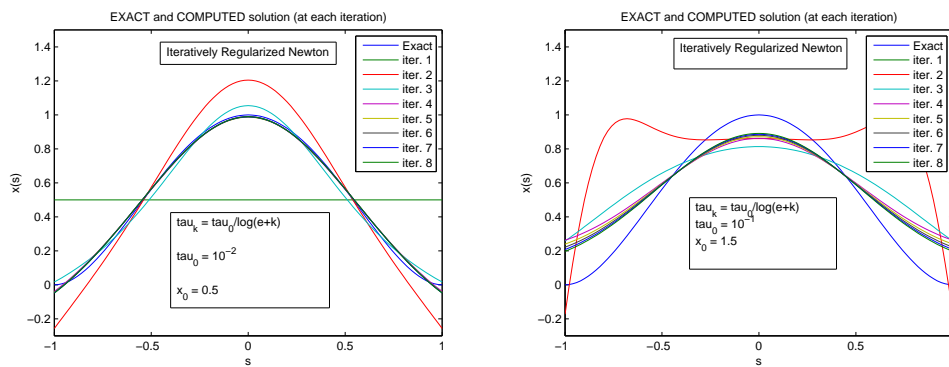 EXACT and COMPUTED solution (at each iteration)
1.4
1.2
1
0.8
0.6
0.4
0.2
0
−0.2
−1
−0.5
0
0.5
1
s
x(s)
Iteratively Regularized Newton
Exact
iter. 1
iter. 2
iter. 3
iter. 4
iter. 5
iter. 6
iter. 7
iter. 8
tau_k = tau_0/log(e+k)
tau_0 = 10^−2
x_0 = 0.5
EXACT and COMPUTED solution (at each iteration)
1.4
1.2
1
0.8
0.6
0.4
0.2
0
−0.2
−1
−0.5
0
0.5
s
x(s)
Iteratively Regularized Newton
Exact
iter. 1
iter. 2
iter. 3
iter. 4
iter. 5
iter. 6
iter. 7
iter. 8
tau_k = tau_0/log(e+k)
tau_0 = 10^−1
x_0 = 1.5